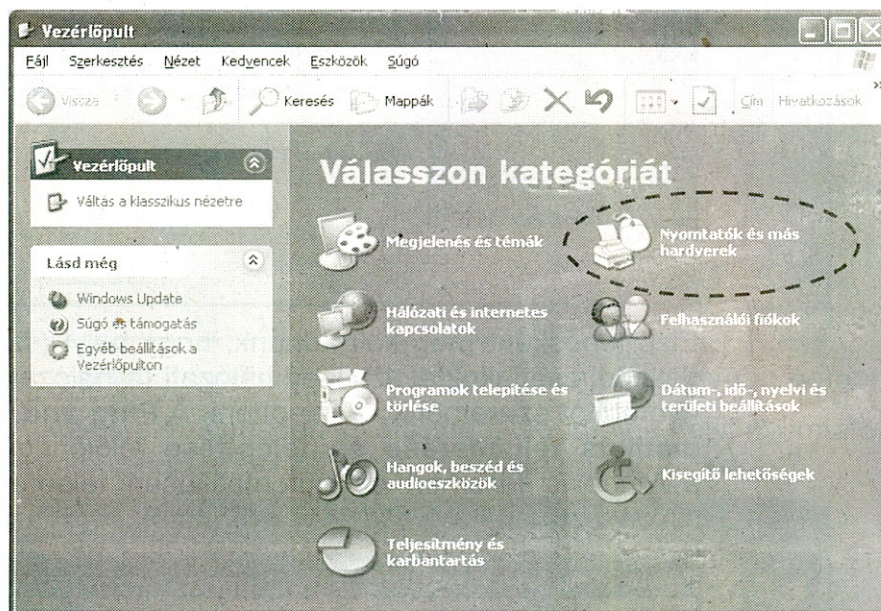 Vezérlőpult
Fájl Szerkesztés Nézet Kedvencek Eszközök Súgó
Vissza Keresés Mappák Cím Hivatkozások »
Vezérlőpult
Váltás a klasszikus nézetre
Lásd még
Windows Update
Súgó és támogatás
Egyéb beállítások a
Vezérlőpulton
Válasszon kategóriát
Megjelenés és témák
Nyomtatók és más
hardverek
Hálózati és internetes
kapcsolatok
Felhasználói fiókok
Programok telepítése és
törlése
Dátum-, idő-, nyelvi és
területi beállítások
Hangok, beszéd és
audioeszközök
Kisegítő lehetőségek
Teljesítmény és
karbantartás